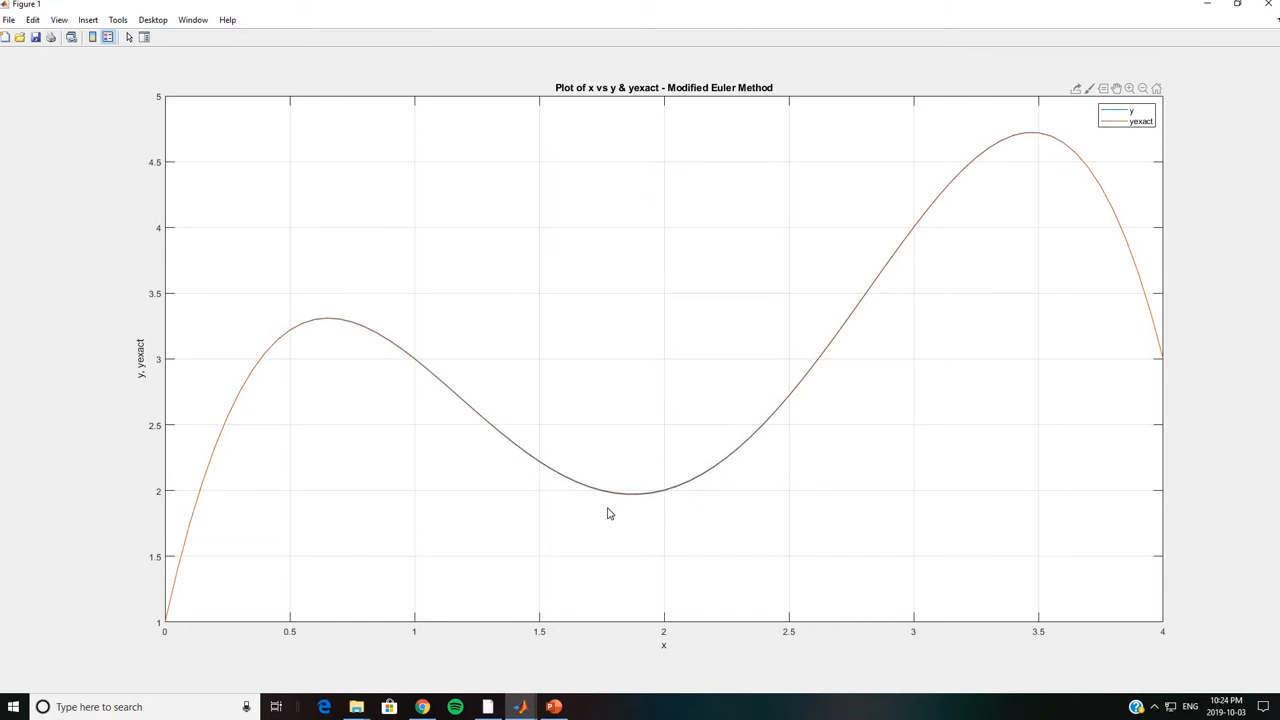 Figure 1
File Edit View Insert Tools Desktop Window Help
Plot of x vs y & yexact - Modified Euler Method
y
yexact
5
4.5
4
3.5
3
2.5
2
1.5
1
y, yexact
0 0.5 1 1.5 2 2.5 3 3.5 4
x
Type here to search
ENG
10:24 PM
2019-10-03